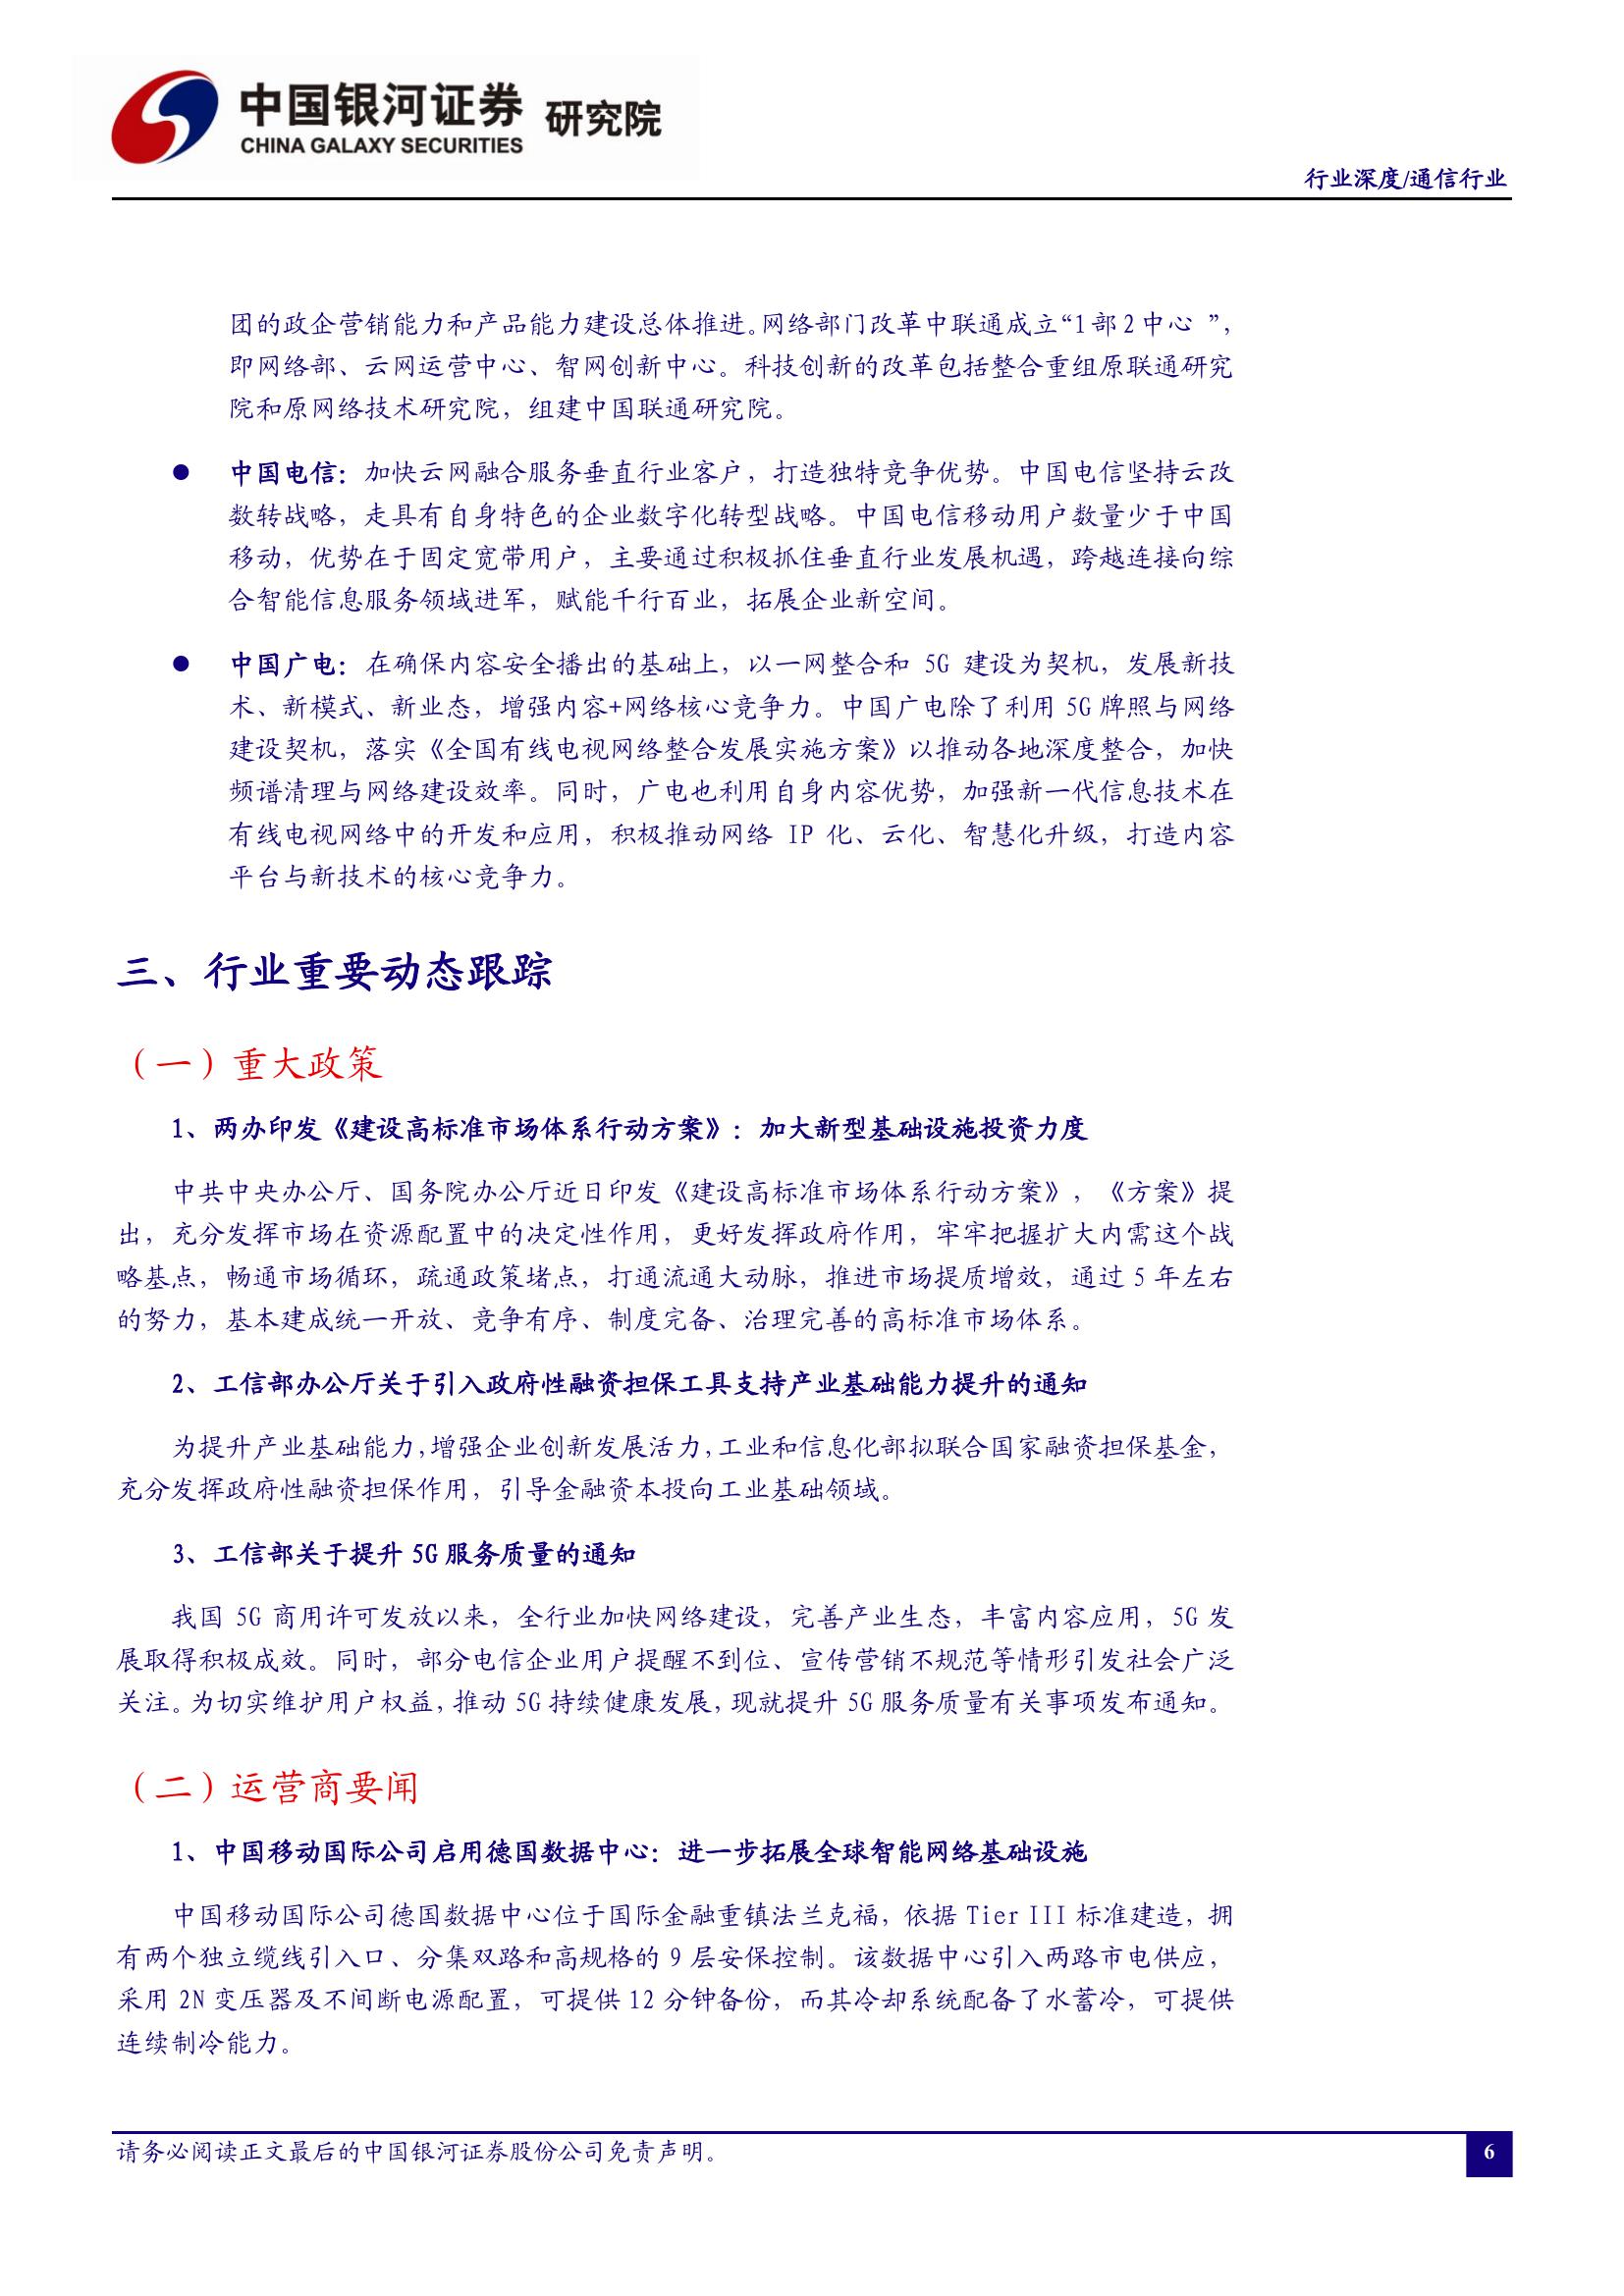 中国银河证券 研究院
CHINA GALAXY SECURITIES
行业深度/通信行业
团的政企营销能力和产品能力建设总体推进。网络部门改革中联通成立“1部2中心 ”，
即网络部、云网运营中心、智网创新中心。科技创新的改革包括整合重组原联通研究
院和原网络技术研究院，组建中国联通研究院。
● 中国电信：加快云网融合服务垂直行业客户，打造独特竞争优势。中国电信坚持云改
数转战略，走具有自身特色的企业数字化转型战略。中国电信移动用户数量少于中国
移动，优势在于固定宽带用户，主要通过积极抓住垂直行业发展机遇，跨越连接向综
合智能信息服务领域进军，赋能千行百业，拓展企业新空间。
● 中国广电：在确保内容安全播出的基础上，以一网整合和 5G 建设为契机，发展新技
术、新模式、新业态，增强内容+网络核心竞争力。中国广电除了利用 5G 牌照与网络
建设契机，落实《全国有线电视网络整合发展实施方案》以推动各地深度整合，加快
频谱清理与网络建设效率。同时，广电也利用自身内容优势，加强新一代信息技术在
有线电视网络中的开发和应用，积极推动网络 IP 化、云化、智慧化升级，打造内容
平台与新技术的核心竞争力。
三、行业重要动态跟踪
（一）重大政策
1、两办印发《建设高标准市场体系行动方案》：加大新型基础设施投资力度
中共中央办公厅、国务院办公厅近日印发《建设高标准市场体系行动方案》，《方案》提
出，充分发挥市场在资源配置中的决定性作用，更好发挥政府作用，牢牢把握扩大内需这个战
略基点，畅通市场循环，疏通政策堵点，打通流通大动脉，推进市场提质增效，通过 5 年左右
的努力，基本建成统一开放、竞争有序、制度完备、治理完善的高标准市场体系。
2、工信部办公厅关于引入政府性融资担保工具支持产业基础能力提升的通知
为提升产业基础能力，增强企业创新发展活力，工业和信息化部拟联合国家融资担保基金，
充分发挥政府性融资担保作用，引导金融资本投向工业基础领域。
3、工信部关于提升 5G 服务质量的通知
我国 5G 商用许可发放以来，全行业加快网络建设，完善产业生态，丰富内容应用，5G 发
展取得积极成效。同时，部分电信企业用户提醒不到位、宣传营销不规范等情形引发社会广泛
关注。为切实维护用户权益，推动 5G 持续健康发展，现就提升 5G 服务质量有关事项发布通知。
（二）运营商要闻
1、中国移动国际公司启用德国数据中心：进一步拓展全球智能网络基础设施
中国移动国际公司德国数据中心位于国际金融重镇法兰克福，依据 Tier III 标准建造，拥
有两个独立缆线引入口、分集双路和高规格的 9 层安保控制。该数据中心引入两路市电供应，
采用 2N 变压器及不间断电源配置，可提供 12 分钟备份，而其冷却系统配备了水蓄冷，可提供
连续制冷能力。
请务必阅读正文最后的中国银河证券股份公司免责声明。
6